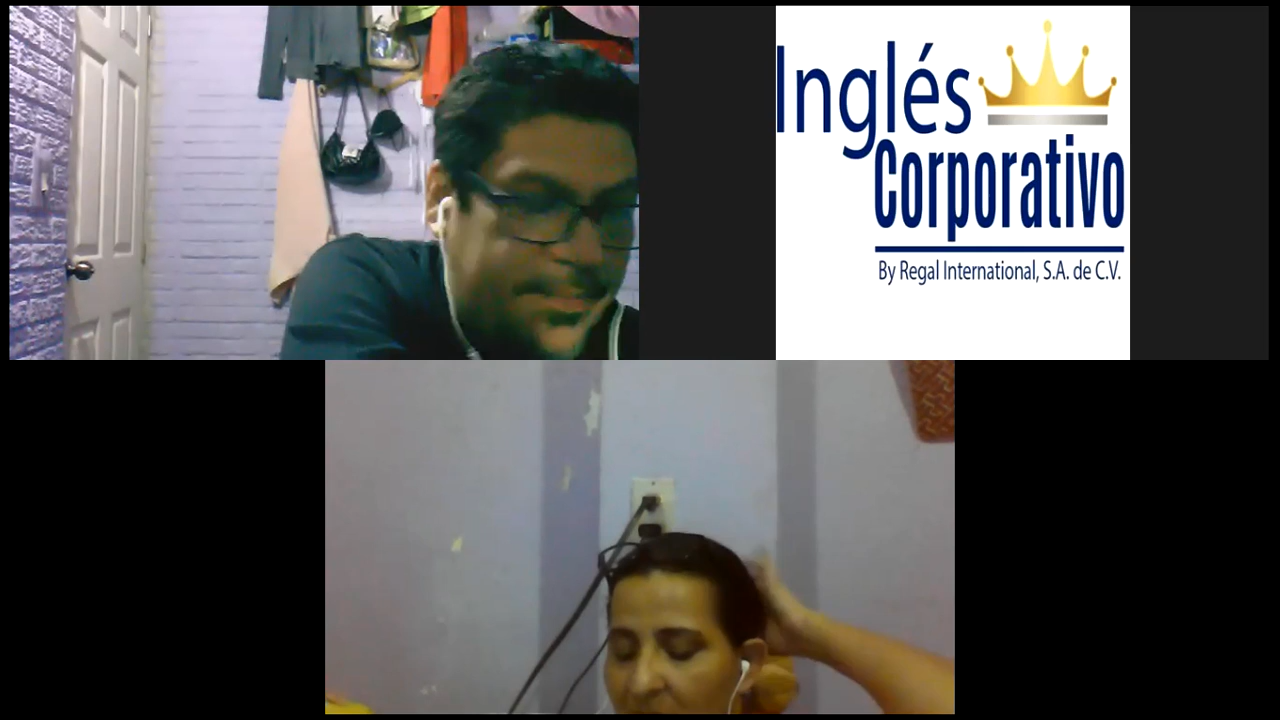 Inglés
Corporativo
By Regal International, S.A. de C.V.